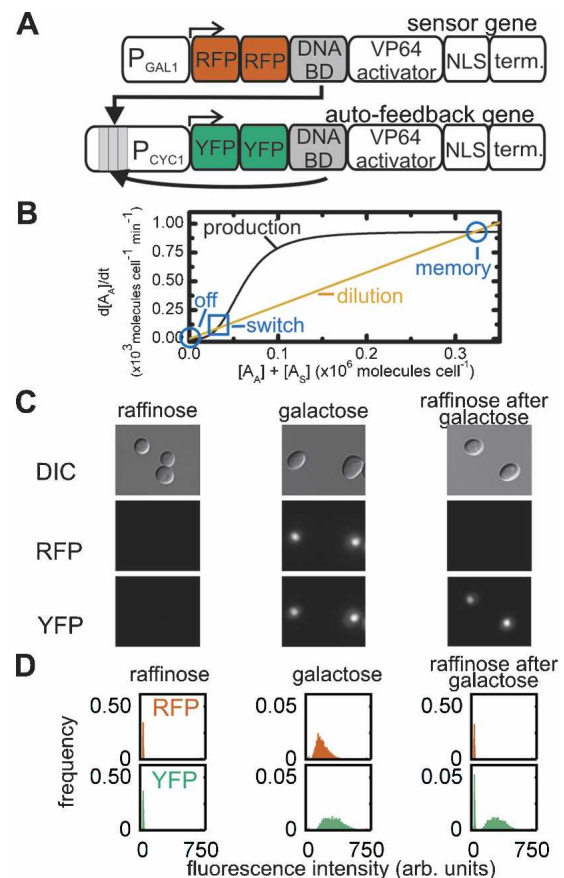 A
sensor gene
P_GAL1 RFP RFP DNA BD VP64 activator NLS term.
auto-feedback gene
P_CYC1 YFP YFP DNA BD VP64 activator NLS term.
B
d[A_A]/dt
(x10³ molecules cell⁻¹ min⁻¹)
1.00
0.75
0.50
0.25
0.00
production
memory
off
dilution
switch
0.0 0.1 0.2 0.3
[A_A] + [A_S] (x10⁶ molecules cell⁻¹)
C
raffinose galactose raffinose after
galactose
DIC
RFP
YFP
D
raffinose galactose raffinose after
galactose
frequency
0.50 RFP 0.05 0.50
0 0 0
0.50 YFP 0.05 0.05
0 0 0
0 750 0 750 0 750
fluorescence intensity (arb. units)